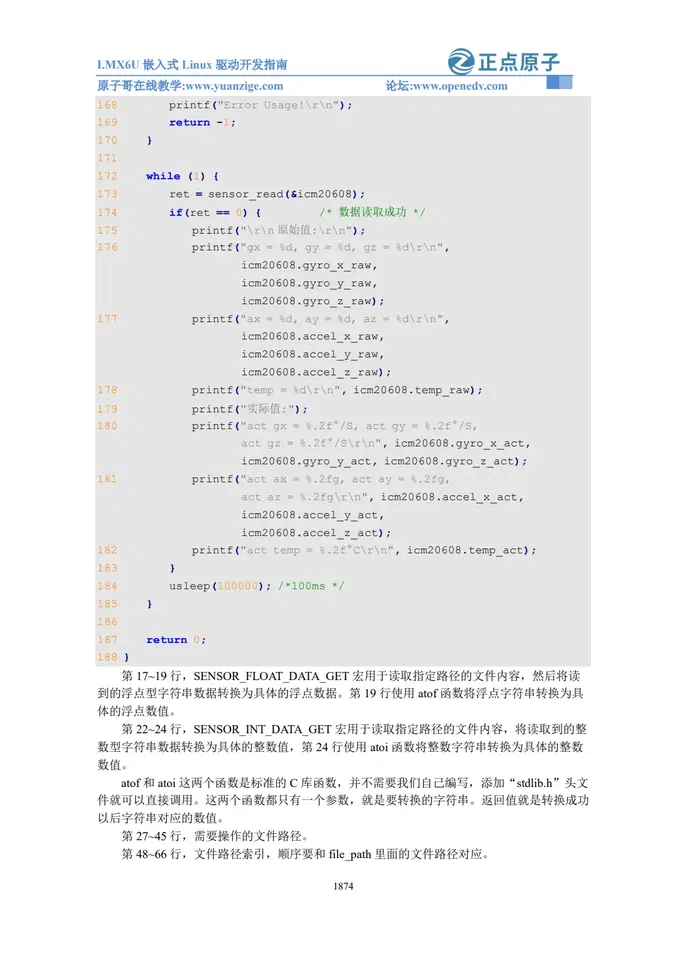 I.MX6U 嵌入式 Linux 驱动开发指南
正点原子
原子哥在线教学:www.yuanzige.com 论坛:www.openedv.com
168 printf("Error Usage!\r\n");
169 return -1;
170 }
171
172 while (1) {
173 ret = sensor_read(&icm20608);
174 if(ret == 0) { /* 数据读取成功 */
175 printf("\r\n 原始值:\r\n");
176 printf("gx = %d, gy = %d, gz = %d\r\n",
icm20608.gyro_x_raw,
icm20608.gyro_y_raw,
icm20608.gyro_z_raw);
177 printf("ax = %d, ay = %d, az = %d\r\n",
icm20608.accel_x_raw,
icm20608.accel_y_raw,
icm20608.accel_z_raw);
178 printf("temp = %d\r\n", icm20608.temp_raw);
179 printf("实际值:");
180 printf("act gx = %.2f°/S, act gy = %.2f°/S,
act gz = %.2f°/S\r\n", icm20608.gyro_x_act,
icm20608.gyro_y_act, icm20608.gyro_z_act);
181 printf("act ax = %.2fg, act ay = %.2fg,
act az = %.2fg\r\n", icm20608.accel_x_act,
icm20608.accel_y_act,
icm20608.accel_z_act);
182 printf("act temp = %.2f°C\r\n", icm20608.temp_act);
183 }
184 usleep(100000); /*100ms */
185 }
186
187 return 0;
188 }
第 17~19 行，SENSOR_FLOAT_DATA_GET 宏用于读取指定路径的文件内容，然后将读
到的浮点型字符串数据转换为具体的浮点数据。第 19 行使用 atof 函数将浮点字符串转换为具
体的浮点数值。
第 22~24 行，SENSOR_INT_DATA_GET 宏用于读取指定路径的文件内容，将读取到的整
数型字符串数据转换为具体的整数值，第 24 行使用 atoi 函数将整数字符串转换为具体的整数
数值。
atof 和 atoi 这两个函数是标准的 C 库函数，并不需要我们自己编写，添加“stdlib.h”头文
件就可以直接调用。这两个函数都只有一个参数，就是要转换的字符串。返回值就是转换成功
以后字符串对应的数值。
第 27~45 行，需要操作的文件路径。
第 48~66 行，文件路径索引，顺序要和 file_path 里面的文件路径对应。
1874